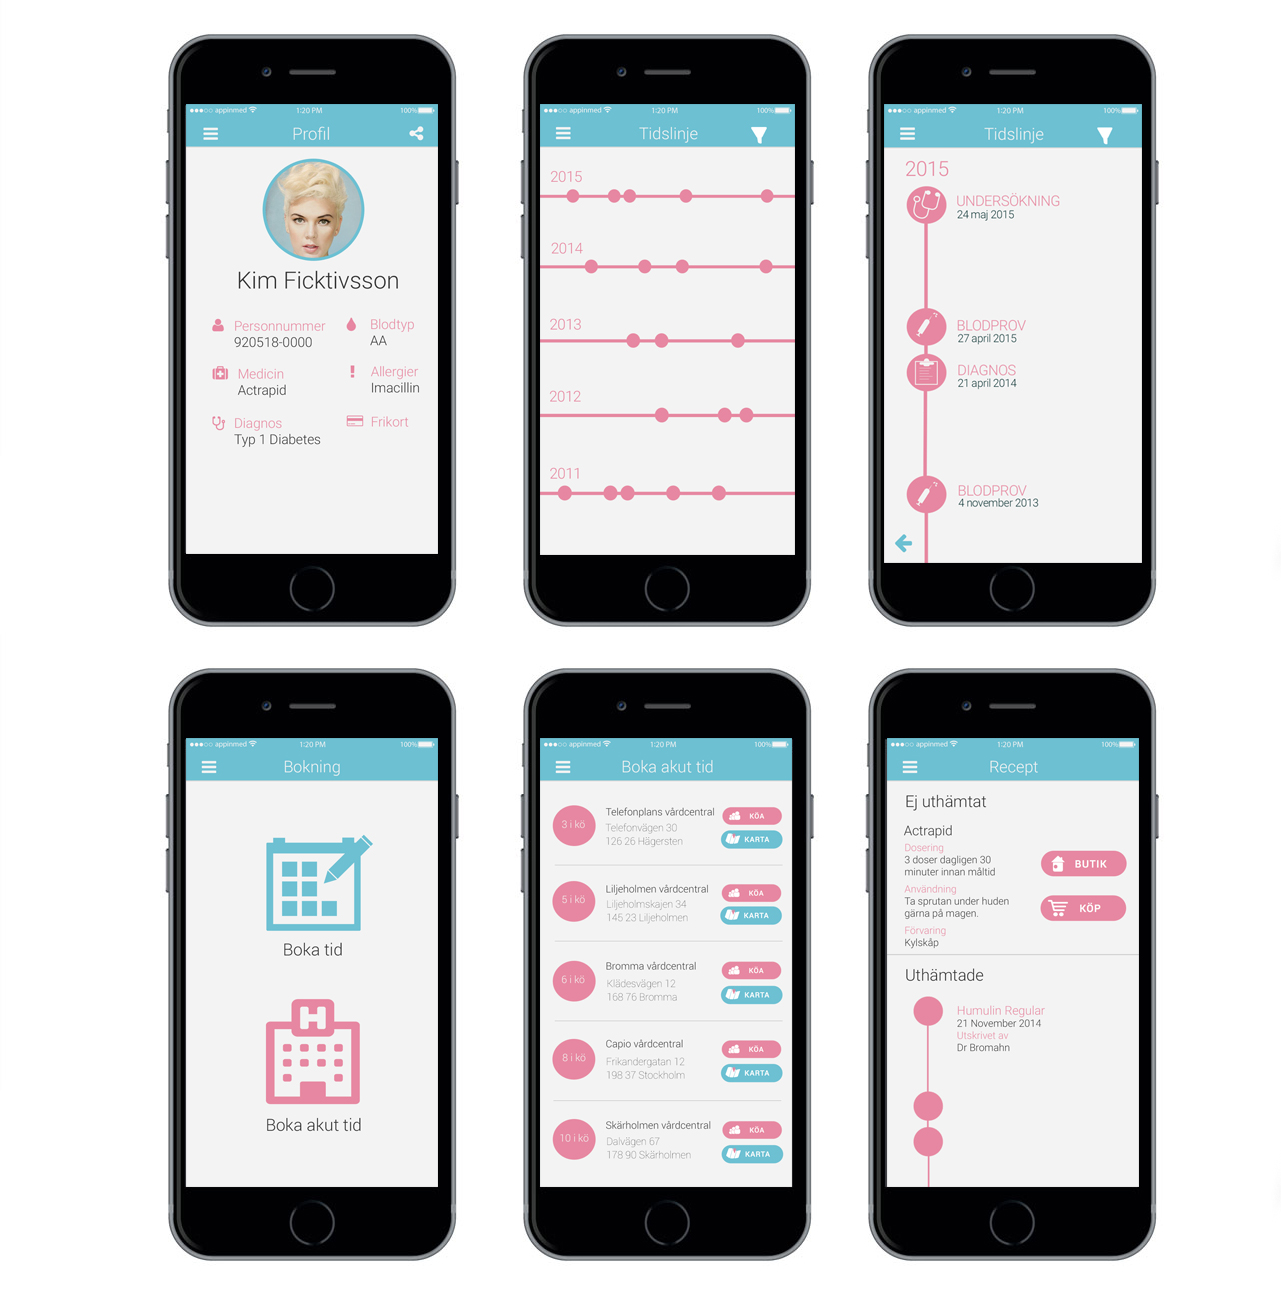 appinmed 1:20 PM 100%
Profil
Kim Ficktivsson
Personnummer
920518-0000
Blodtyp
AA
Medicin
Actrapid
Allergier
Imacillin
Diagnos
Typ 1 Diabetes
Frikort
appinmed 1:20 PM 100%
Tidslinje
2015
2014
2013
2012
2011
appinmed 1:20 PM 100%
Tidslinje
2015
UNDERSÖKNING
24 maj 2015
BLODPROV
27 april 2015
DIAGNOS
21 april 2014
BLODPROV
4 november 2013
appinmed 1:20 PM 100%
Bokning
Boka tid
H
Boka akut tid
appinmed 1:20 PM 100%
Boka akut tid
3 i kö
Telefonplans vårdcentral
Telefonvägen 30
126 26 Hägersten
KÖA
KARTA
5 i kö
Liljeholmen vårdcentral
Liljeholmskajen 34
145 23 Liljeholmen
KÖA
KARTA
6 i kö
Bromma vårdcentral
Klädesvägen 12
168 76 Bromma
KÖA
KARTA
8 i kö
Capio vårdcentral
Frikandergatan 12
198 37 Stockholm
KÖA
KARTA
10 i kö
Skärholmen vårdcentral
Dalvägen 67
178 90 Skärholmen
KÖA
KARTA
appinmed 1:20 PM 100%
Recept
Ej uthämtat
Actrapid
Dosering
3 doser dagligen 30
minuter innan måltid
Användning
Ta sprutan under huden
gärna på magen.
Förvaring
Kylskåp
BUTIK
KÖP
Uthämtade
Humulin Regular
21 November 2014
Utskrivet av
Dr Bromahn